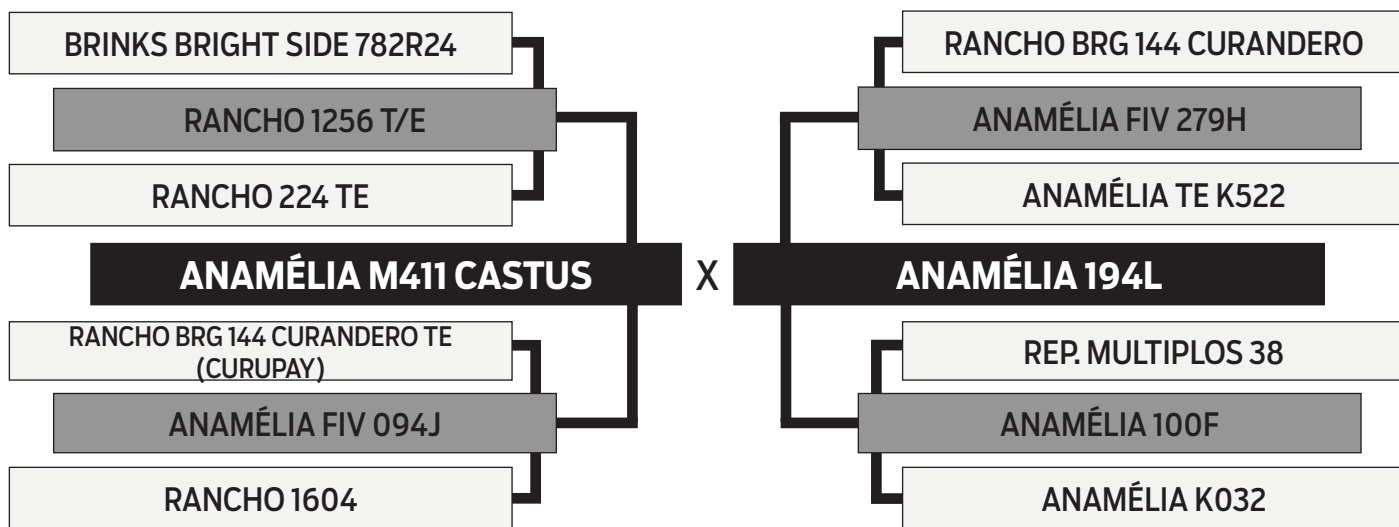 BRINKS BRIGHT SIDE 782R24
RANCHO 1256 T/E
RANCHO 224 TE
ANAMÉLIA M411 CASTUS
RANCHO BRG 144 CURANDERO TE
(CURUPAY)
ANAMÉLIA FIV 094J
RANCHO 1604
X
RANCHO BRG 144 CURANDERO
ANAMÉLIA FIV 279H
ANAMÉLIA TE K522
ANAMÉLIA 194L
REP. MULTIPLOS 38
ANAMÉLIA 100F
ANAMÉLIA K032